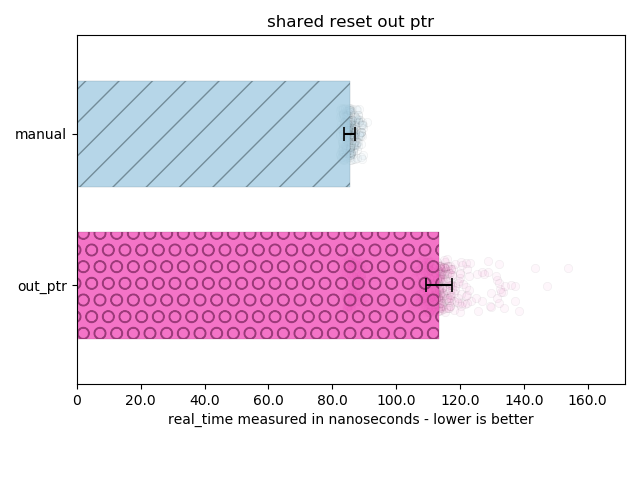 shared reset out ptr
manual
out_ptr
0 20.0 40.0 60.0 80.0 100.0 120.0 140.0 160.0
real_time measured in nanoseconds - lower is better